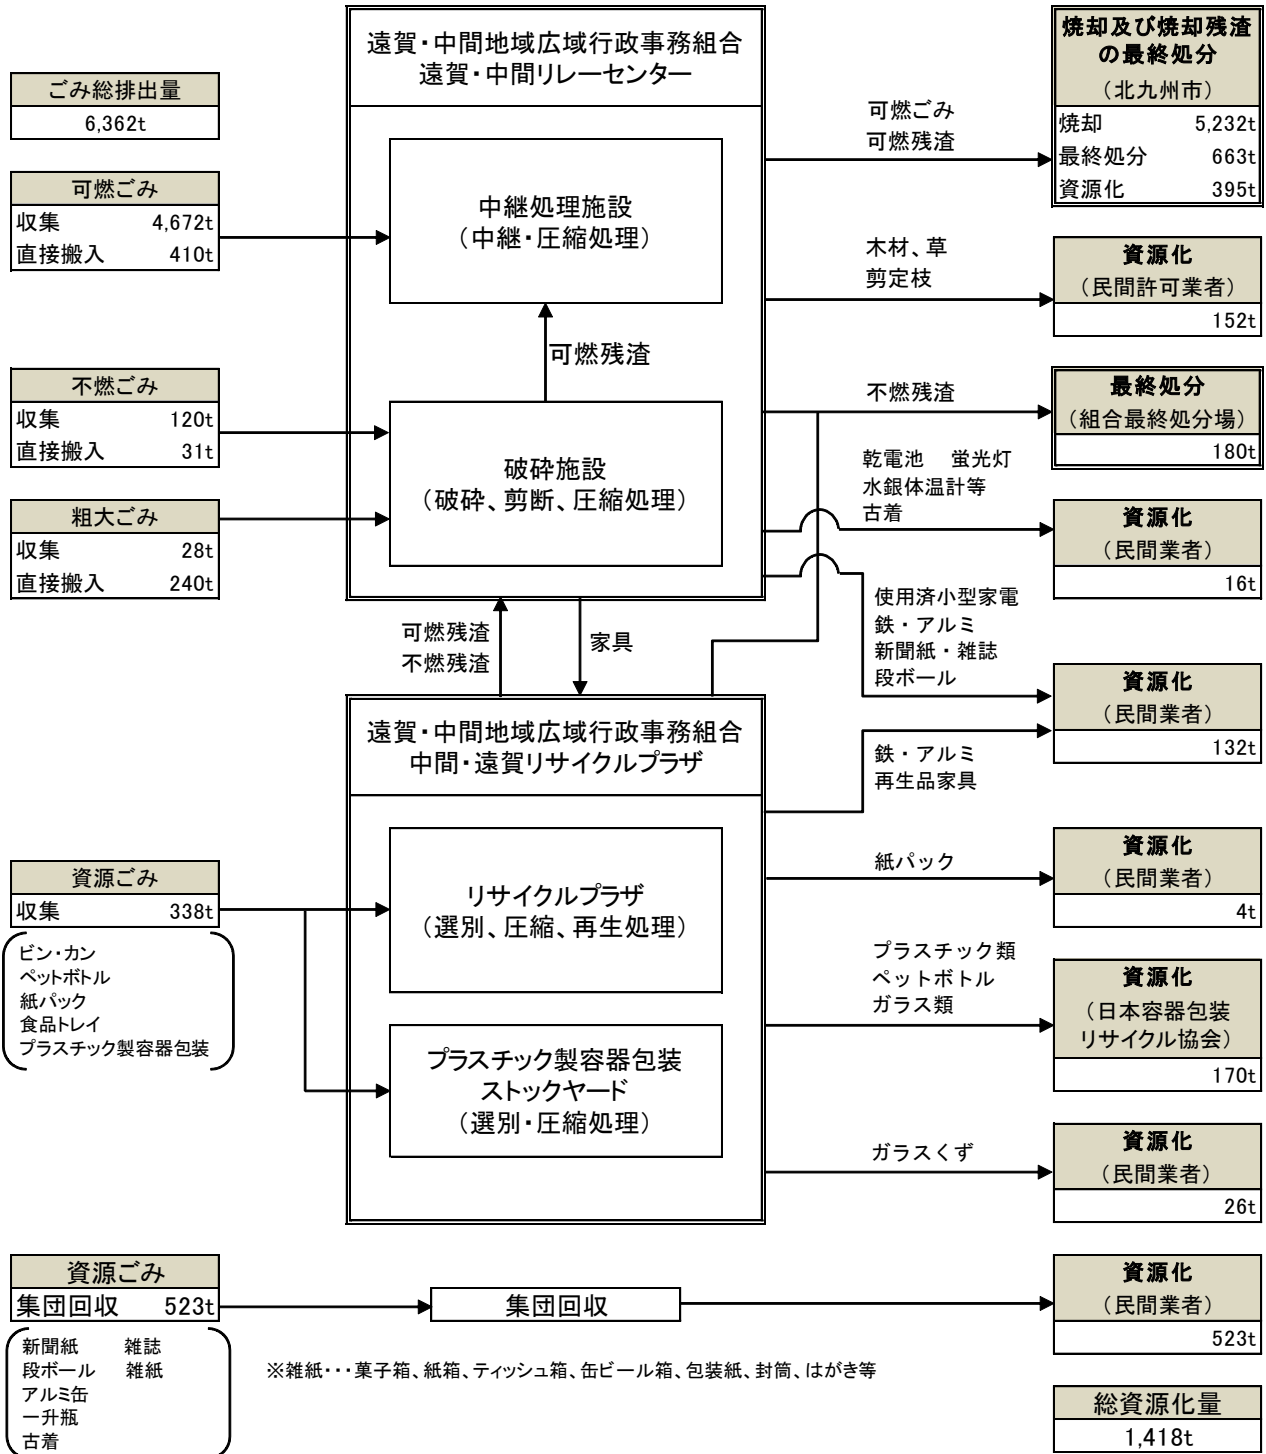 ごみ総排出量
6,362t
可燃ごみ
収集 4,672t
直接搬入 410t
不燃ごみ
収集 120t
直接搬入 31t
粗大ごみ
収集 28t
直接搬入 240t
資源ごみ
収集 338t
ビン・カン
ペットボトル
紙パック
食品トレイ
プラスチック製容器包装
資源ごみ
集団回収 523t
新聞紙 雑誌
段ボール 雑紙
アルミ缶
一升瓶
古着
遠賀・中間地域広域行政事務組合
遠賀・中間リレーセンター
中継処理施設
（中継・圧縮処理）
可燃残渣
破砕施設
（破砕、剪断、圧縮処理）
可燃残渣
不燃残渣
家具
遠賀・中間地域広域行政事務組合
中間・遠賀リサイクルプラザ
リサイクルプラザ
（選別、圧縮、再生処理）
プラスチック製容器包装
ストックヤード
（選別・圧縮処理）
集団回収
※雑紙・・・菓子箱、紙箱、ティッシュ箱、缶ビール箱、包装紙、封筒、はがき等
可燃ごみ
可燃残渣
木材、草
剪定枝
不燃残渣
乾電池 蛍光灯
水銀体温計等
古着
使用済小型家電
鉄・アルミ
新聞紙・雑誌
段ボール
鉄・アルミ
再生品家具
紙パック
プラスチック類
ペットボトル
ガラス類
ガラスくず
焼却及び焼却残渣
の最終処分
（北九州市）
焼却 5,232t
最終処分 663t
資源化 395t
資源化
（民間許可業者）
152t
最終処分
（組合最終処分場）
180t
資源化
（民間業者）
16t
資源化
（民間業者）
132t
資源化
（民間業者）
4t
資源化
（日本容器包装
リサイクル協会）
170t
資源化
（民間業者）
26t
資源化
（民間業者）
523t
総資源化量
1,418t